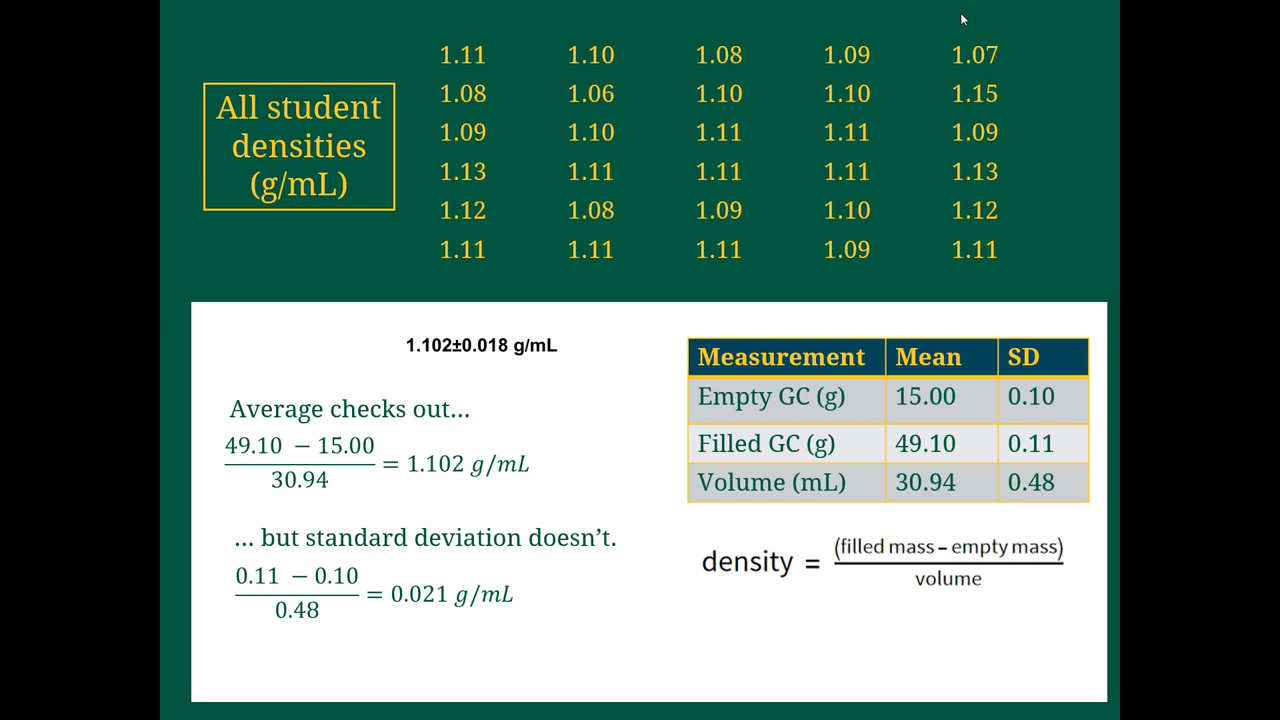 All student
densities
(g/mL)
1.11 1.10 1.08 1.09 1.07
1.08 1.06 1.10 1.10 1.15
1.09 1.10 1.11 1.11 1.09
1.13 1.11 1.11 1.11 1.13
1.12 1.08 1.09 1.10 1.12
1.11 1.11 1.11 1.09 1.11
1.102±0.018 g/mL
Average checks out...
49.10 − 15.00
30.94
= 1.102 g/mL
... but standard deviation doesn't.
0.11 − 0.10
0.48
= 0.021 g/mL
Measurement Mean SD
Empty GC (g) 15.00 0.10
Filled GC (g) 49.10 0.11
Volume (mL) 30.94 0.48
density =
(filled mass – empty mass)
volume